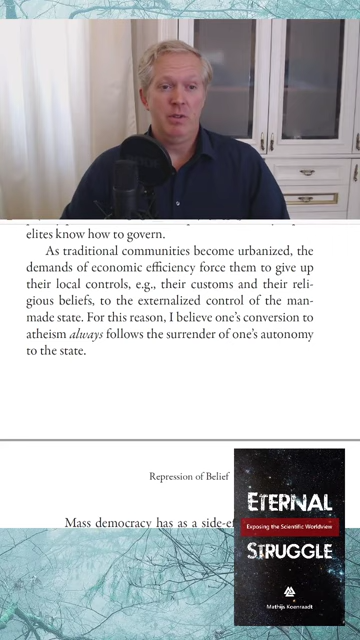 elites know how to govern.
As traditional communities become urbanized, the
demands of economic efficiency force them to give up
their local controls, e.g., their customs and their reli-
gious beliefs, to the externalized control of the man-
made state. For this reason, I believe one's conversion to
atheism always follows the surrender of one's autonomy
to the state.
Repression of Belief
Mass democracy has as a side-ef
ETERNAL
Exposing the Scientific Worldview
STRUGGLE
Mathijs Koenraadt